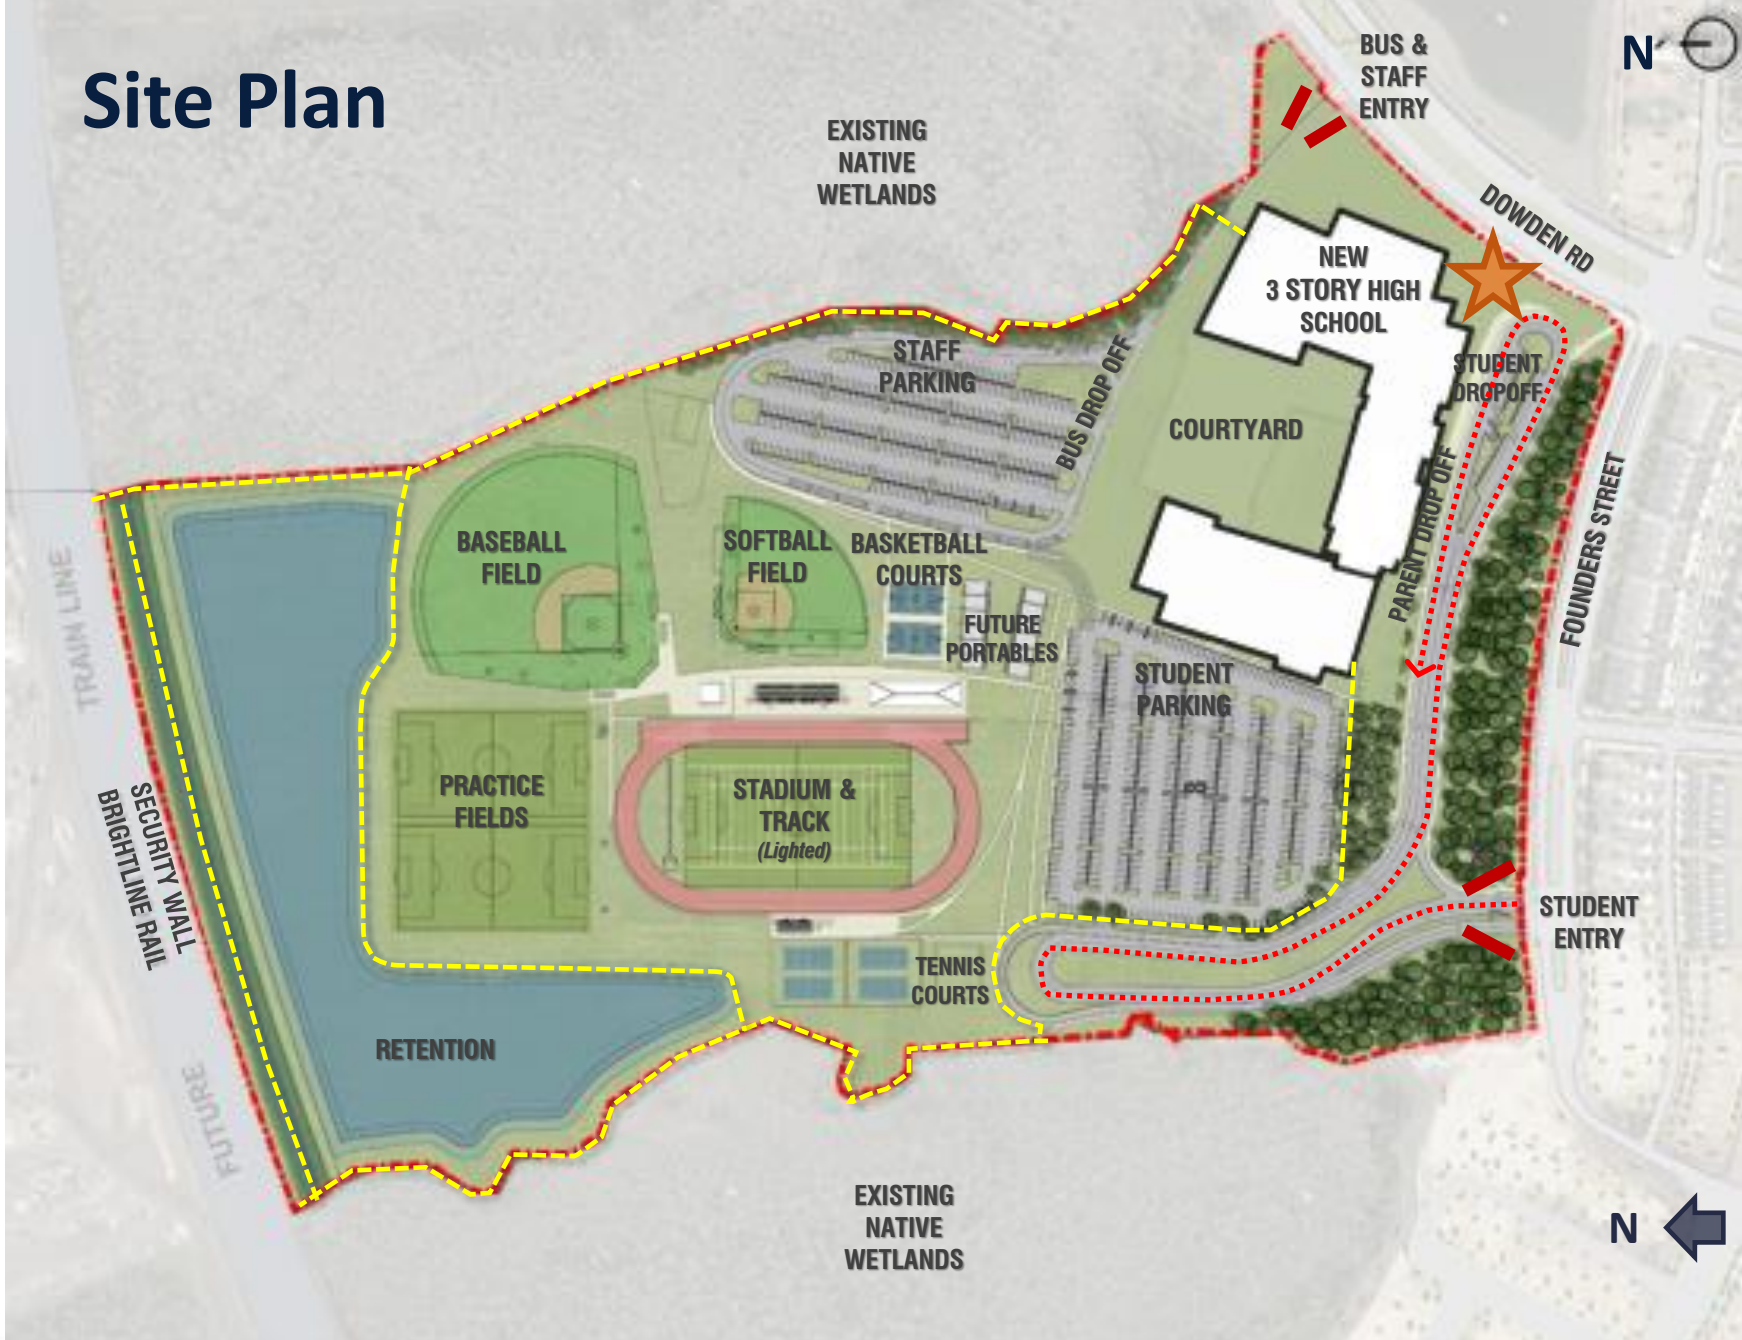 Site Plan
N
BUS &
STAFF
ENTRY
EXISTING
NATIVE
WETLANDS
DOWDEN RD
NEW
3 STORY HIGH
SCHOOL
STAFF
PARKING
BUS DROP OFF
STUDENT
DROPOFF
COURTYARD
PARENT DROP OFF
FOUNDERS STREET
BASEBALL
FIELD
SOFTBALL
FIELD
BASKETBALL
COURTS
FUTURE
PORTABLES
STUDENT
PARKING
TRAIN LINE
PRACTICE
FIELDS
STADIUM &
TRACK
(Lighted)
SECURITY WALL
BRIGHTLINE RAIL
STUDENT
ENTRY
TENNIS
COURTS
RETENTION
FUTURE
EXISTING
NATIVE
WETLANDS
N